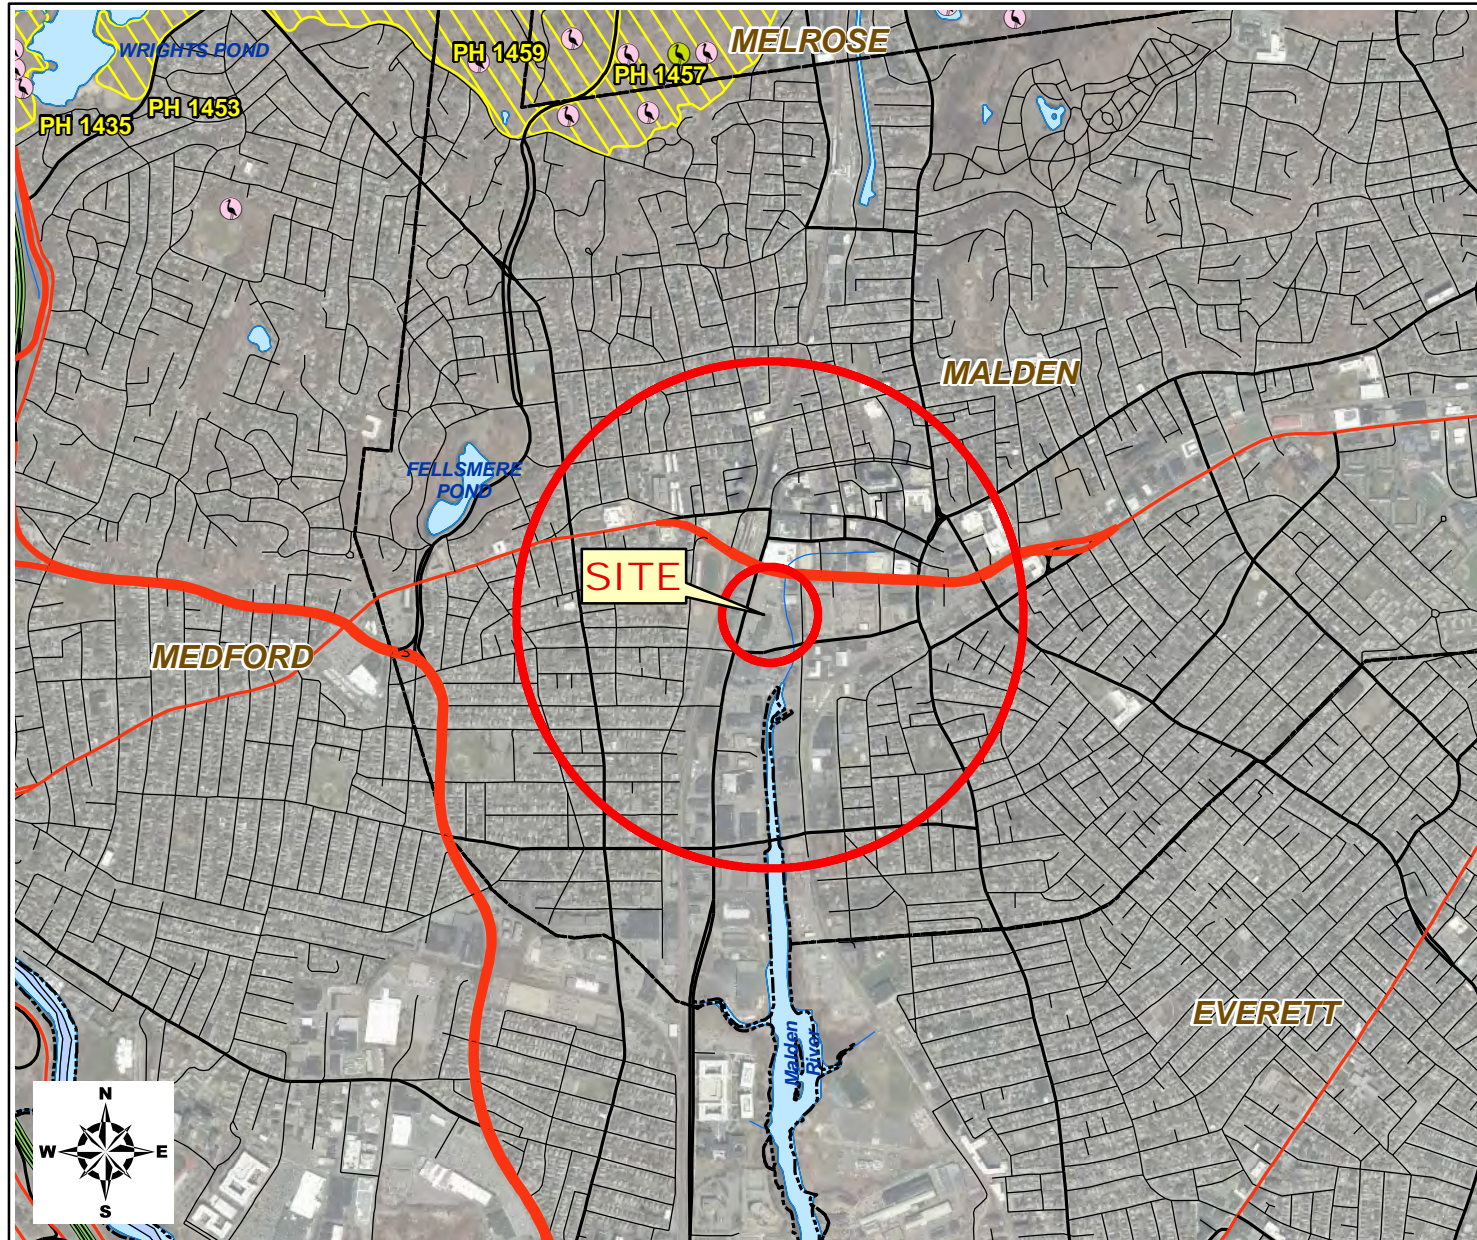 WRIGHTS POND
PH 1459
MELROSE
PH 1457
PH 1453
PH 1435
MALDEN
FELLSMERE
POND
SITE
MEDFORD
EVERETT
Malden
River
N
W E
S